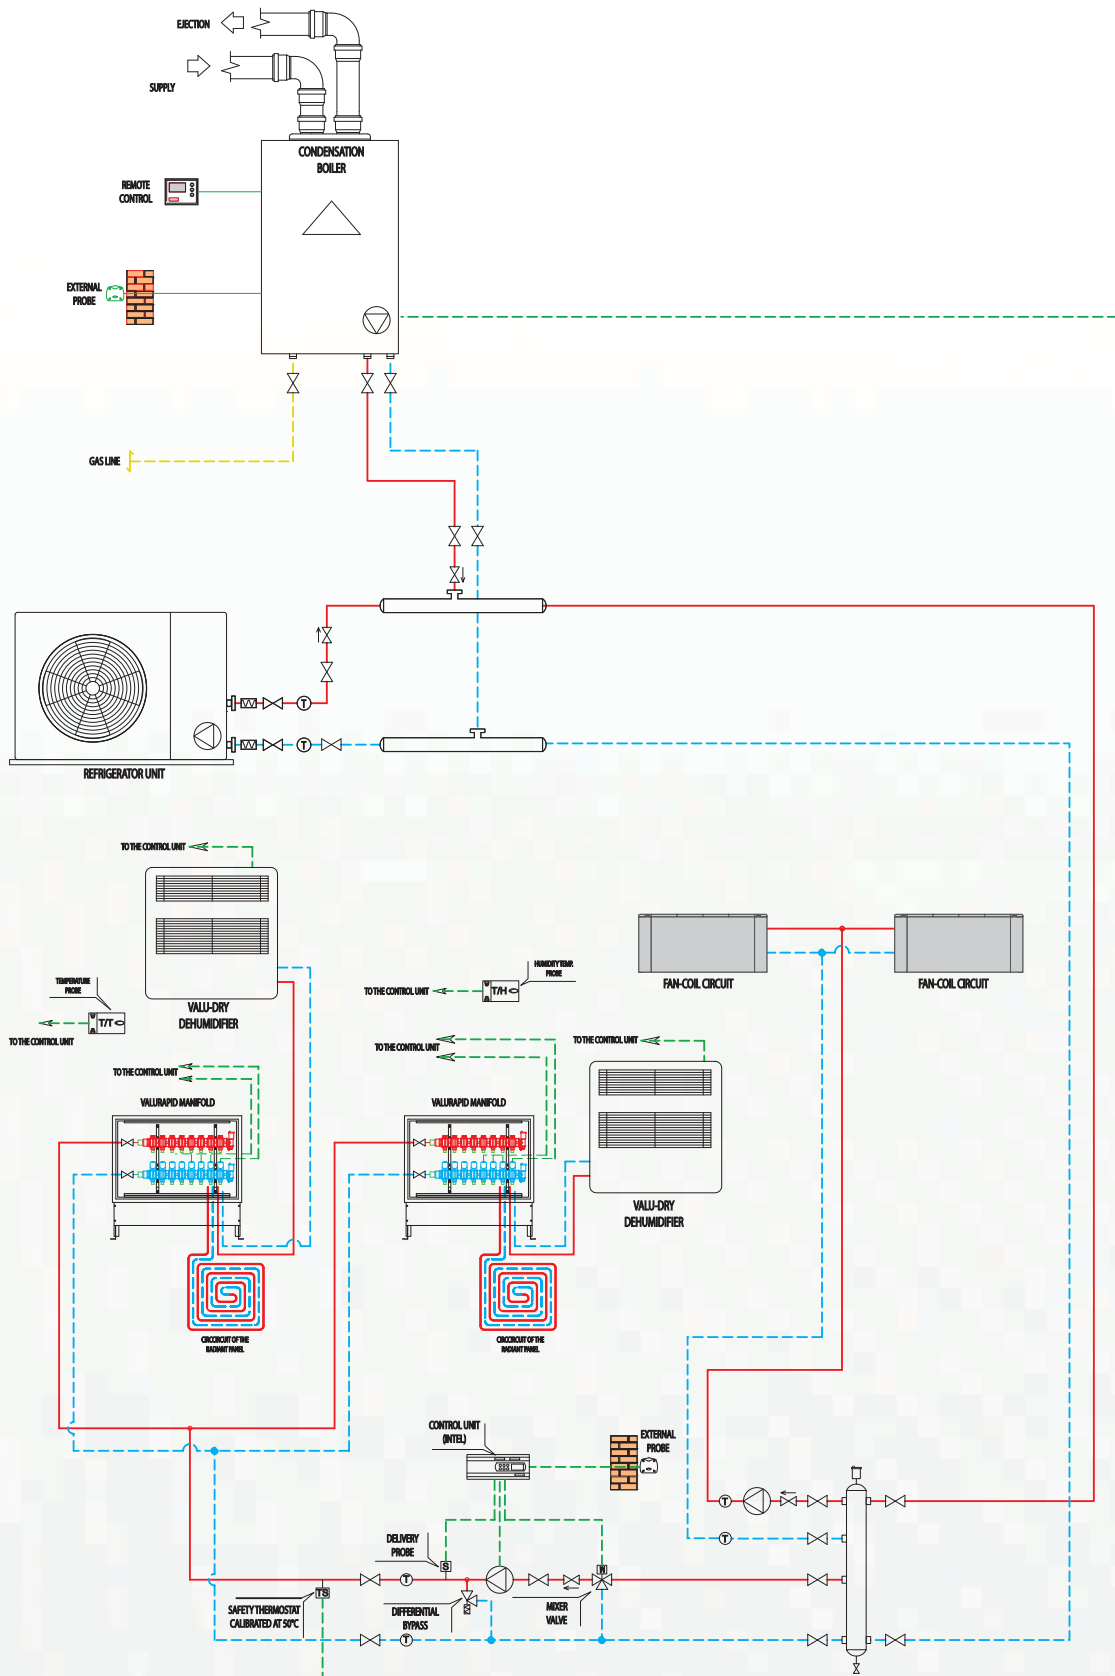 EJECTION
SUPPLY
CONDENSATION
BOILER
REMOTE
CONTROL
EXTERNAL
PROBE
GAS LINE
T
T
REFRIGERATOR UNIT
TO THE CONTROL UNIT
TEMPERATURE
PROBE
T/T
TO THE CONTROL UNIT
VALU-DRY
DEHUMIDIFIER
TO THE CONTROL UNIT
T/H
HUMIDITY/TEMP.
PROBE
FAN-COIL CIRCUIT
FAN-COIL CIRCUIT
TO THE CONTROL UNIT
TO THE CONTROL UNIT
TO THE CONTROL UNIT
VALURAPID MANIFOLD
VALURAPID MANIFOLD
VALU-DRY
DEHUMIDIFIER
CIRCCIRCUIT OF THE
RADIANT PANEL
CIRCCIRCUIT OF THE
RADIANT PANEL
CONTROL UNIT
(INTEL)
EXTERNAL
PROBE
T
T
DELIVERY
PROBE
S
M
T
TS
SAFETY THERMOSTAT
CALIBRATED AT 50°C
DIFFERENTIAL
BYPASS
MIXER
VALVE
T